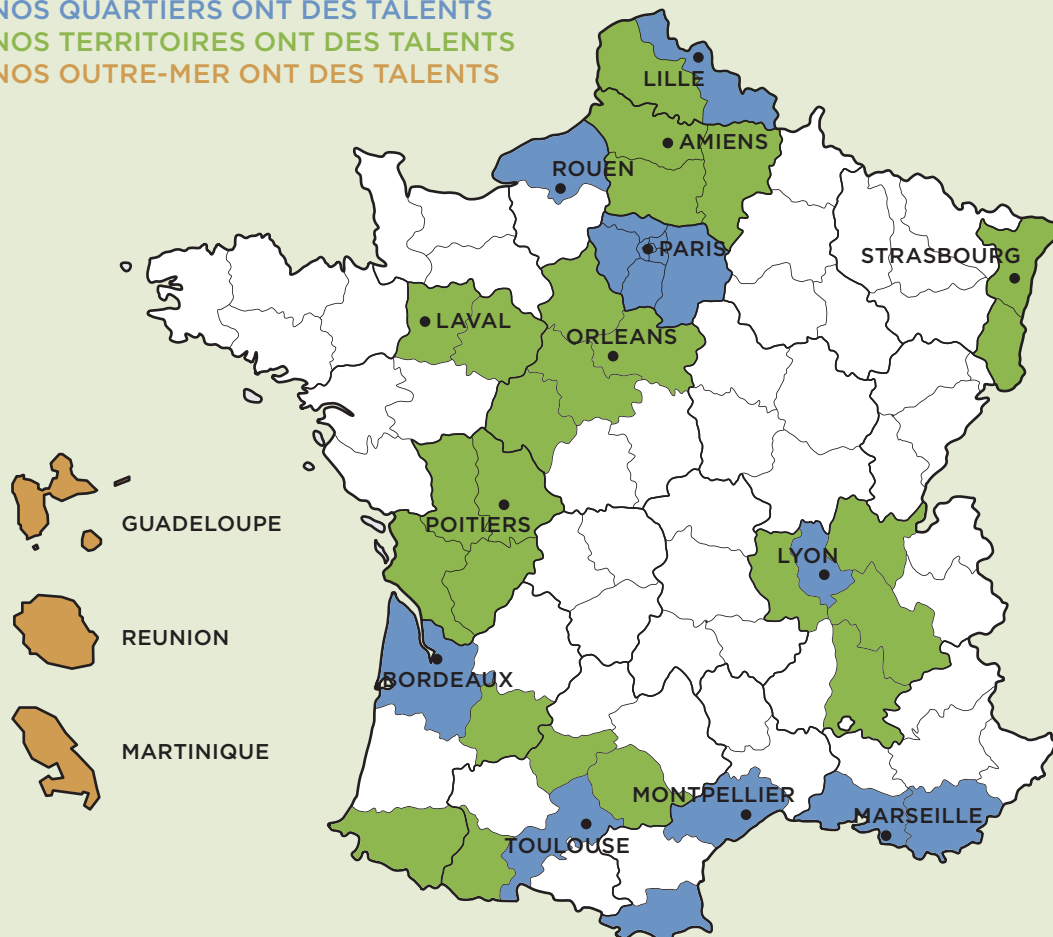 NOS QUARTIERS ONT DES TALENTS
NOS TERRITOIRES ONT DES TALENTS
NOS OUTRE-MER ONT DES TALENTS
LILLE
AMIENS
ROUEN
PARIS
STRASBOURG
LAVAL
ORLEANS
POITIERS
GUADELOUPE
LYON
REUNION
BORDEAUX
MARTINIQUE
MONTPELLIER
MARSEILLE
TOULOUSE